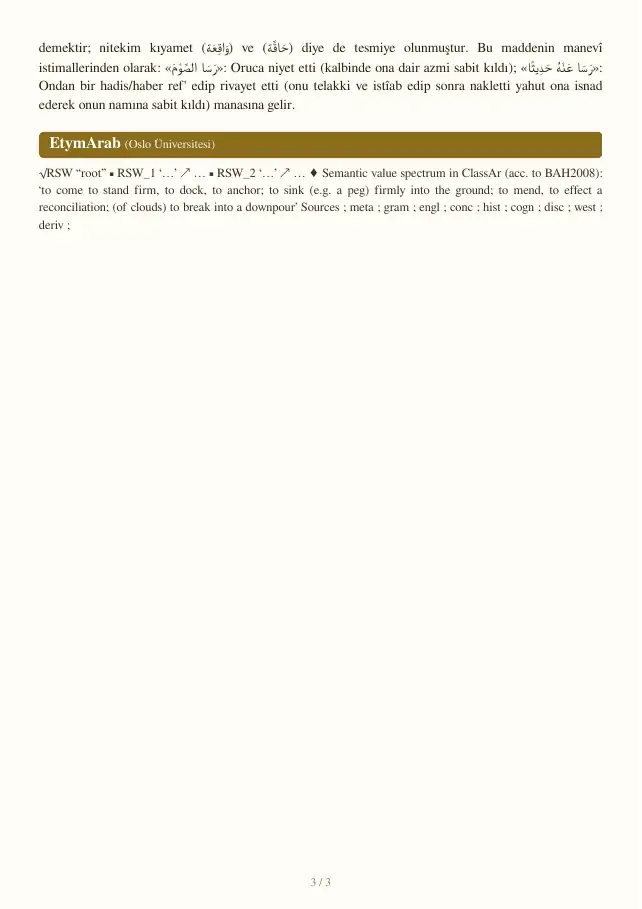 demektir; nitekim kıyamet (وَاقِعَة) ve (حَاقَّة) diye de tesmiye olunmuştur. Bu maddenin manevî
istimallerinden olarak: «رَسَا الصَّوْمَ»: Oruca niyet etti (kalbinde ona dair azmi sabit kıldı); «رَسَا عَنْهُ حَدِيثًا»:
Ondan bir hadis/haber ref' edip rivayet etti (onu telakki ve istîab edip sonra nakletti yahut ona isnad
ederek onun namına sabit kıldı) manasına gelir.
EtymArab (Oslo Üniversitesi)
√RSW “root” ▪ RSW_1 ‘…’ ↗ … ▪ RSW_2 ‘…’ ↗ … ♦ Semantic value spectrum in ClassAr (acc. to BAH2008):
‘to come to stand firm, to dock, to anchor; to sink (e.g. a peg) firmly into the ground; to mend, to effect a
reconciliation; (of clouds) to break into a downpour’ Sources ; meta ; gram ; engl ; conc ; hist ; cogn ; disc ; west ;
deriv ;
3 / 3